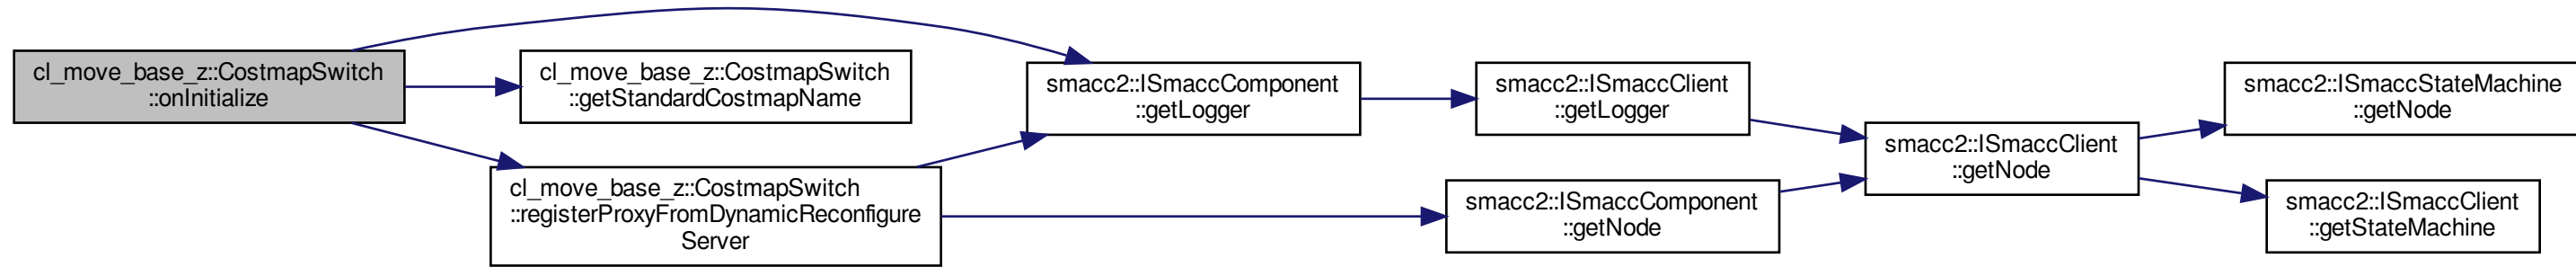 cl_move_base_z::CostmapSwitch
::onInitialize
cl_move_base_z::CostmapSwitch
::getStandardCostmapName
cl_move_base_z::CostmapSwitch
::registerProxyFromDynamicReconfigure
Server
smacc2::ISmaccComponent
::getLogger
smacc2::ISmaccClient
::getLogger
smacc2::ISmaccComponent
::getNode
smacc2::ISmaccClient
::getNode
smacc2::ISmaccStateMachine
::getNode
smacc2::ISmaccClient
::getStateMachine